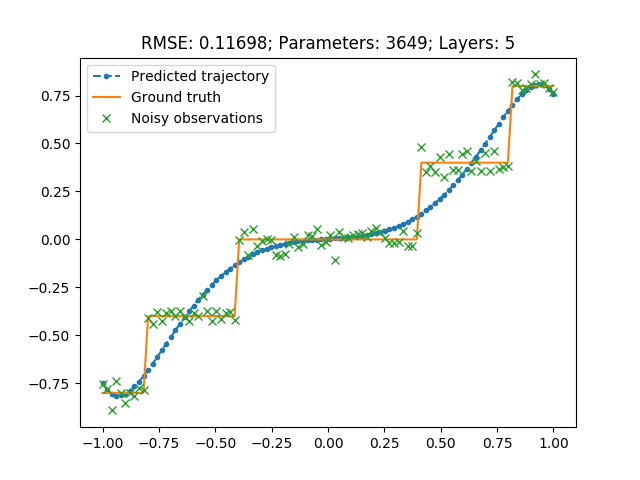 RMSE: 0.11698; Parameters: 3649; Layers: 5
Predicted trajectory
Ground truth
Noisy observations
0.75
0.50
0.25
0.00
−0.25
−0.50
−0.75
−1.00 −0.75 −0.50 −0.25 0.00 0.25 0.50 0.75 1.00